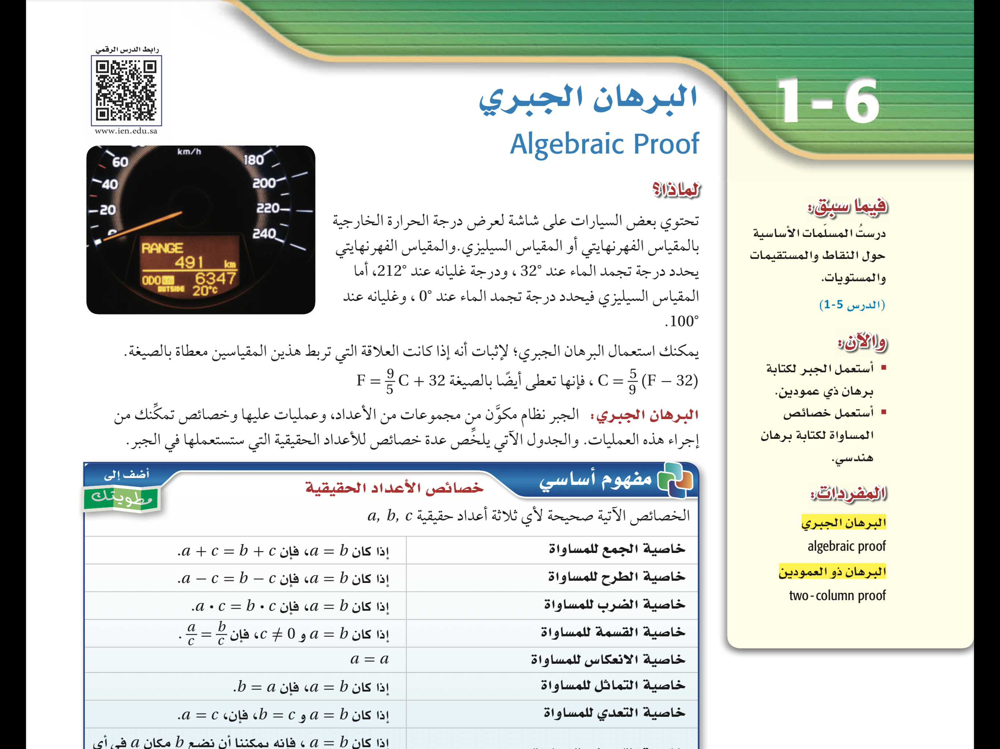 رابط الدرس الرقمي
www.ien.edu.sa
1-6
البرهان الجبري
Algebraic Proof
لماذا؟
تحتوي بعض السيارات على شاشة لعرض درجة الحرارة الخارجية
بالمقياس الفهرنهايتي أو المقياس السيليزي.والمقياس الفهرنهايتي
يحدد درجة تجمد الماء عند °32 ، ودرجة غليانه عند °212، أما
المقياس السيليزي فيحدد درجة تجمد الماء عند °0 ، وغليانه عند
°100 .
km/h
60
40
20
0
180
200
220
240
RANGE
491 km
ODO km 6347
OUTSIDE 20°C
يمكنك استعمال البرهان الجبري؛ لإثبات أنه إذا كانت العلاقة التي تربط هذين المقياسين معطاة بالصيغة.
C = 5/9 (F − 32) ، فإنها تعطى أيضًا بالصيغة F = 9/5 C + 32
البرهان الجبري: الجبر نظام مكوَّن من مجموعات من الأعداد، وعمليات عليها وخصائص تمكِّنك من
إجراء هذه العمليات. والجدول الآتي يلخِّص عدة خصائص للأعداد الحقيقية التي ستستعملها في الجبر.
مفهوم أساسي
خصائص الأعداد الحقيقية
أضف إلى
مطويتك
الخصائص الآتية صحيحة لأي ثلاثة أعداد حقيقية a, b, c
خاصية الجمع للمساواة إذا كان a = b، فإن a + c = b + c.
خاصية الطرح للمساواة إذا كان a = b، فإن a − c = b − c.
خاصية الضرب للمساواة إذا كان a = b، فإن a • c = b • c.
خاصية القسمة للمساواة إذا كان a = b و c ≠ 0، فإن a/c = b/c .
خاصية الانعكاس للمساواة a = a
خاصية التماثل للمساواة إذا كان a = b، فإن b = a.
خاصية التعدي للمساواة إذا كان a = b و b = c، فإن، a = c.
إذا كان a = b ، فإنه يمكننا أن نضع b مكان a في أي
فيما سبق:
درستُ المسلّمات الأساسية
حول النقاط والمستقيمات
والمستويات.
(الدرس 5-1)
والآن:
▪ أستعمل الجبر لكتابة
برهان ذي عمودين.
▪ أستعمل خصائص
المساواة لكتابة برهان
هندسي.
المفردات:
البرهان الجبري
algebraic proof
البرهان ذو العمودين
two-column proof